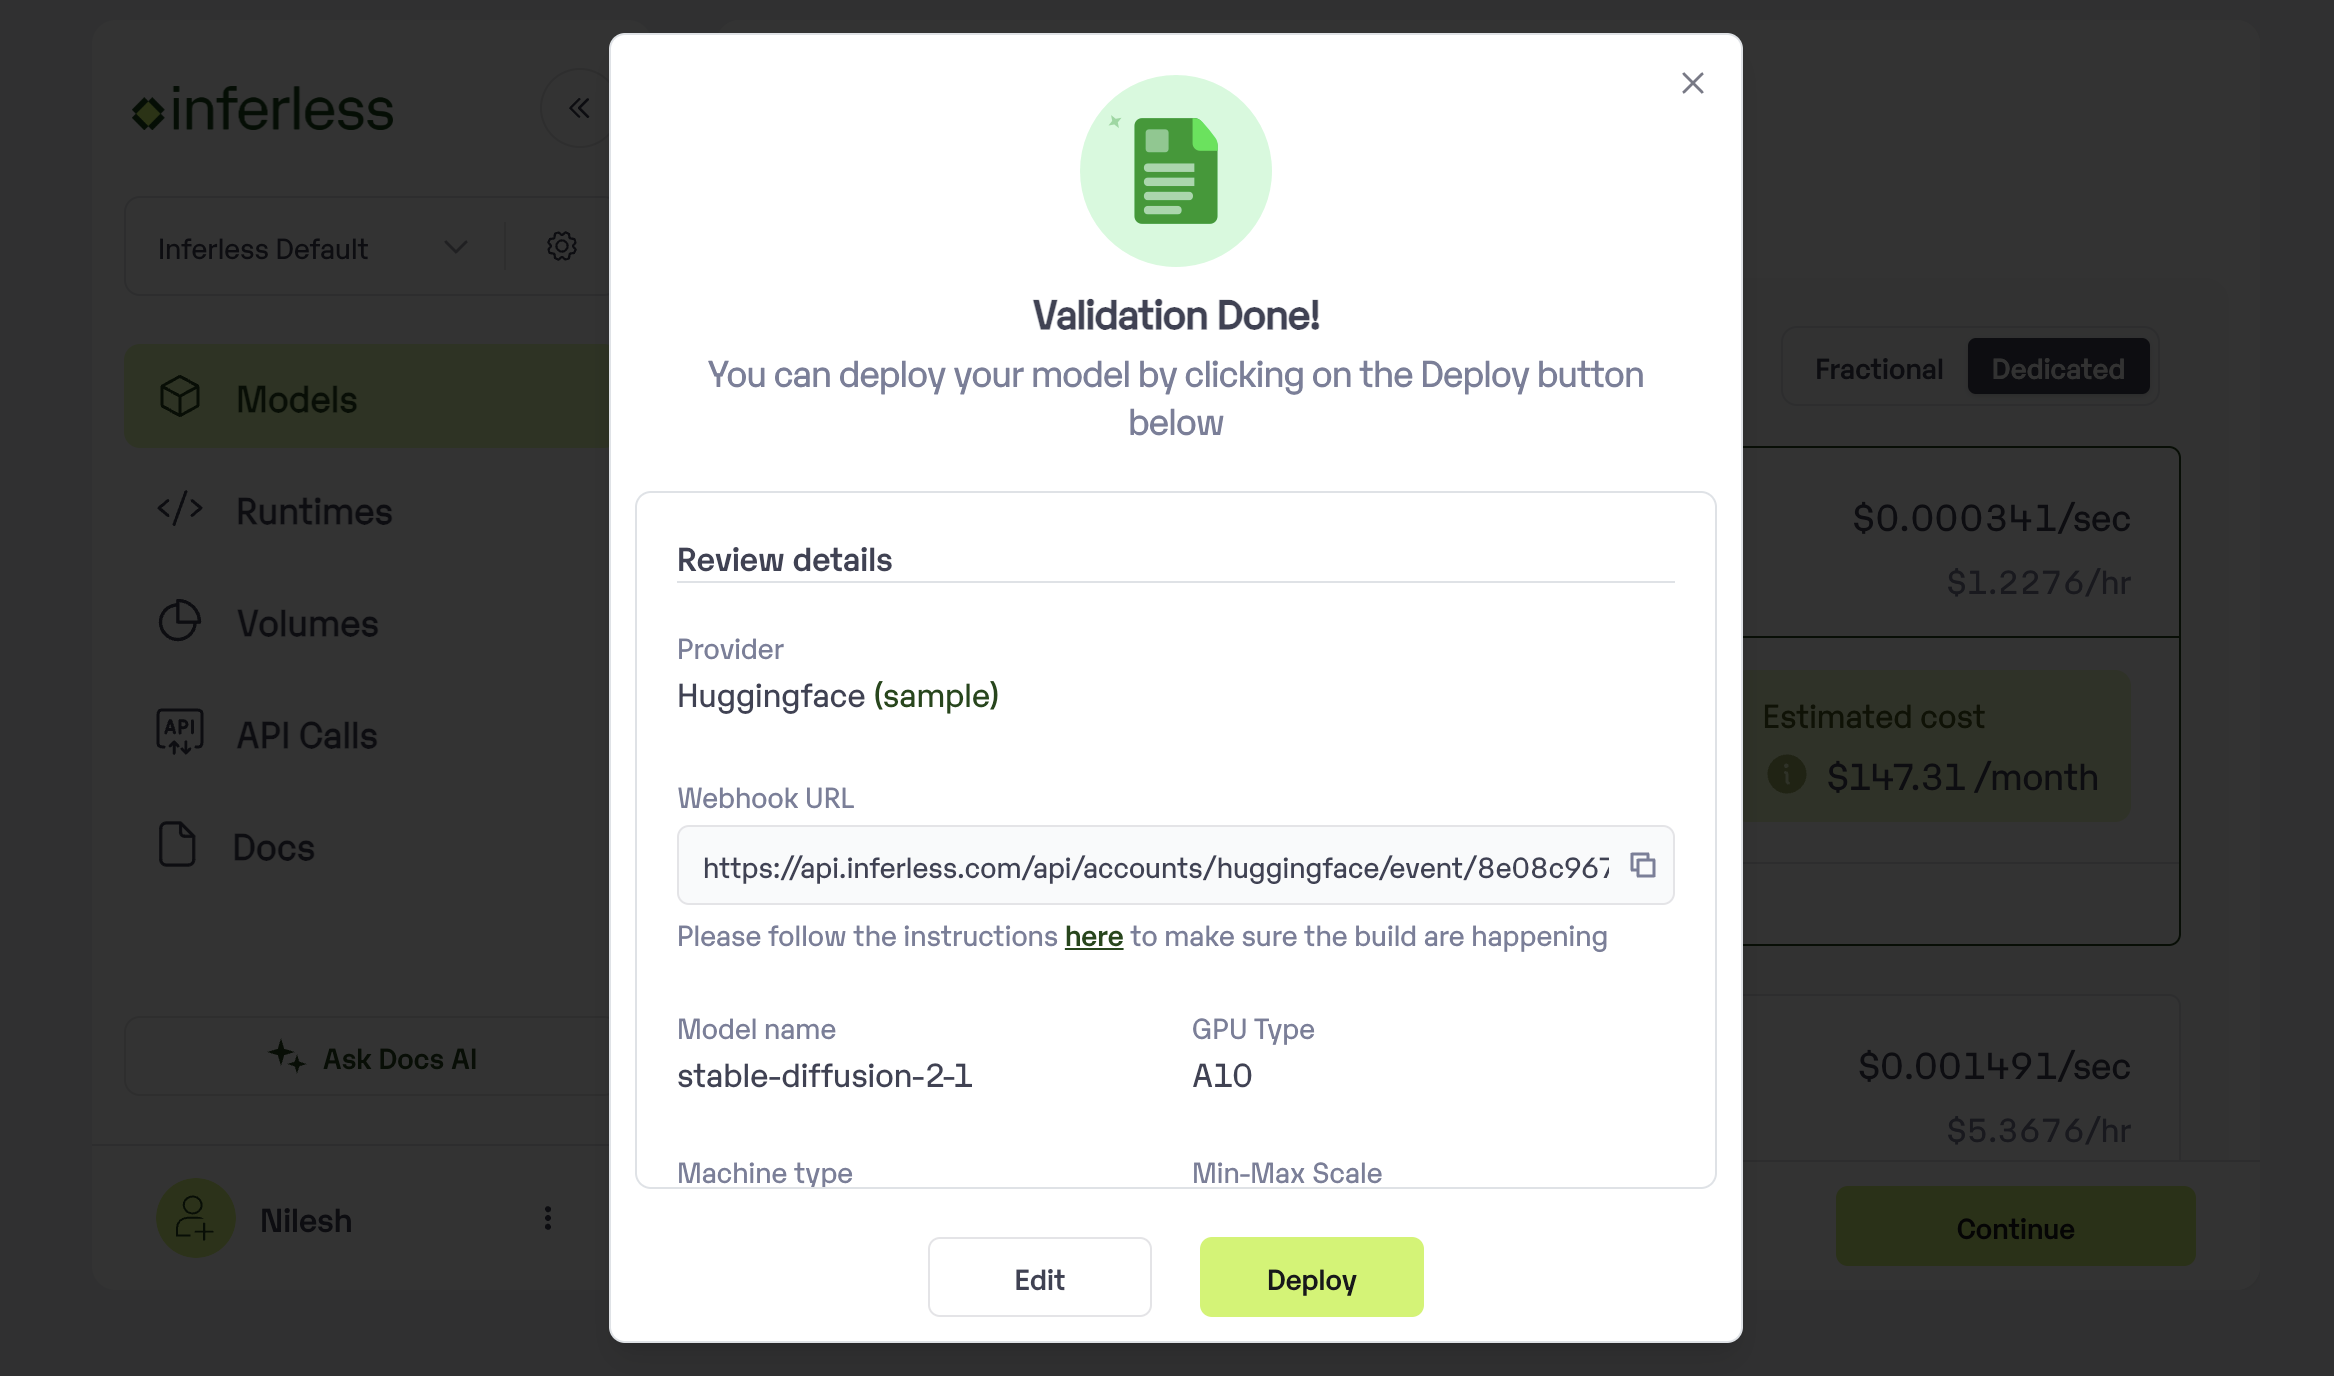 inferless
Inferless Default
Models
Runtimes
Volumes
API
API Calls
Docs
Ask Docs AI
Nilesh
Validation Done!
You can deploy your model by clicking on the Deploy button
below
Review details
Provider
Huggingface (sample)
Webhook URL
https://api.inferless.com/api/accounts/huggingface/event/8e08c967
Please follow the instructions here to make sure the build are happening
Model name
stable-diffusion-2-1
GPU Type
A10
Machine type
Min-Max Scale
Edit
Deploy
Fractional
Dedicated
$0.000341/sec
$1.2276/hr
Estimated cost
$147.31 /month
$0.001491/sec
$5.3676/hr
Continue